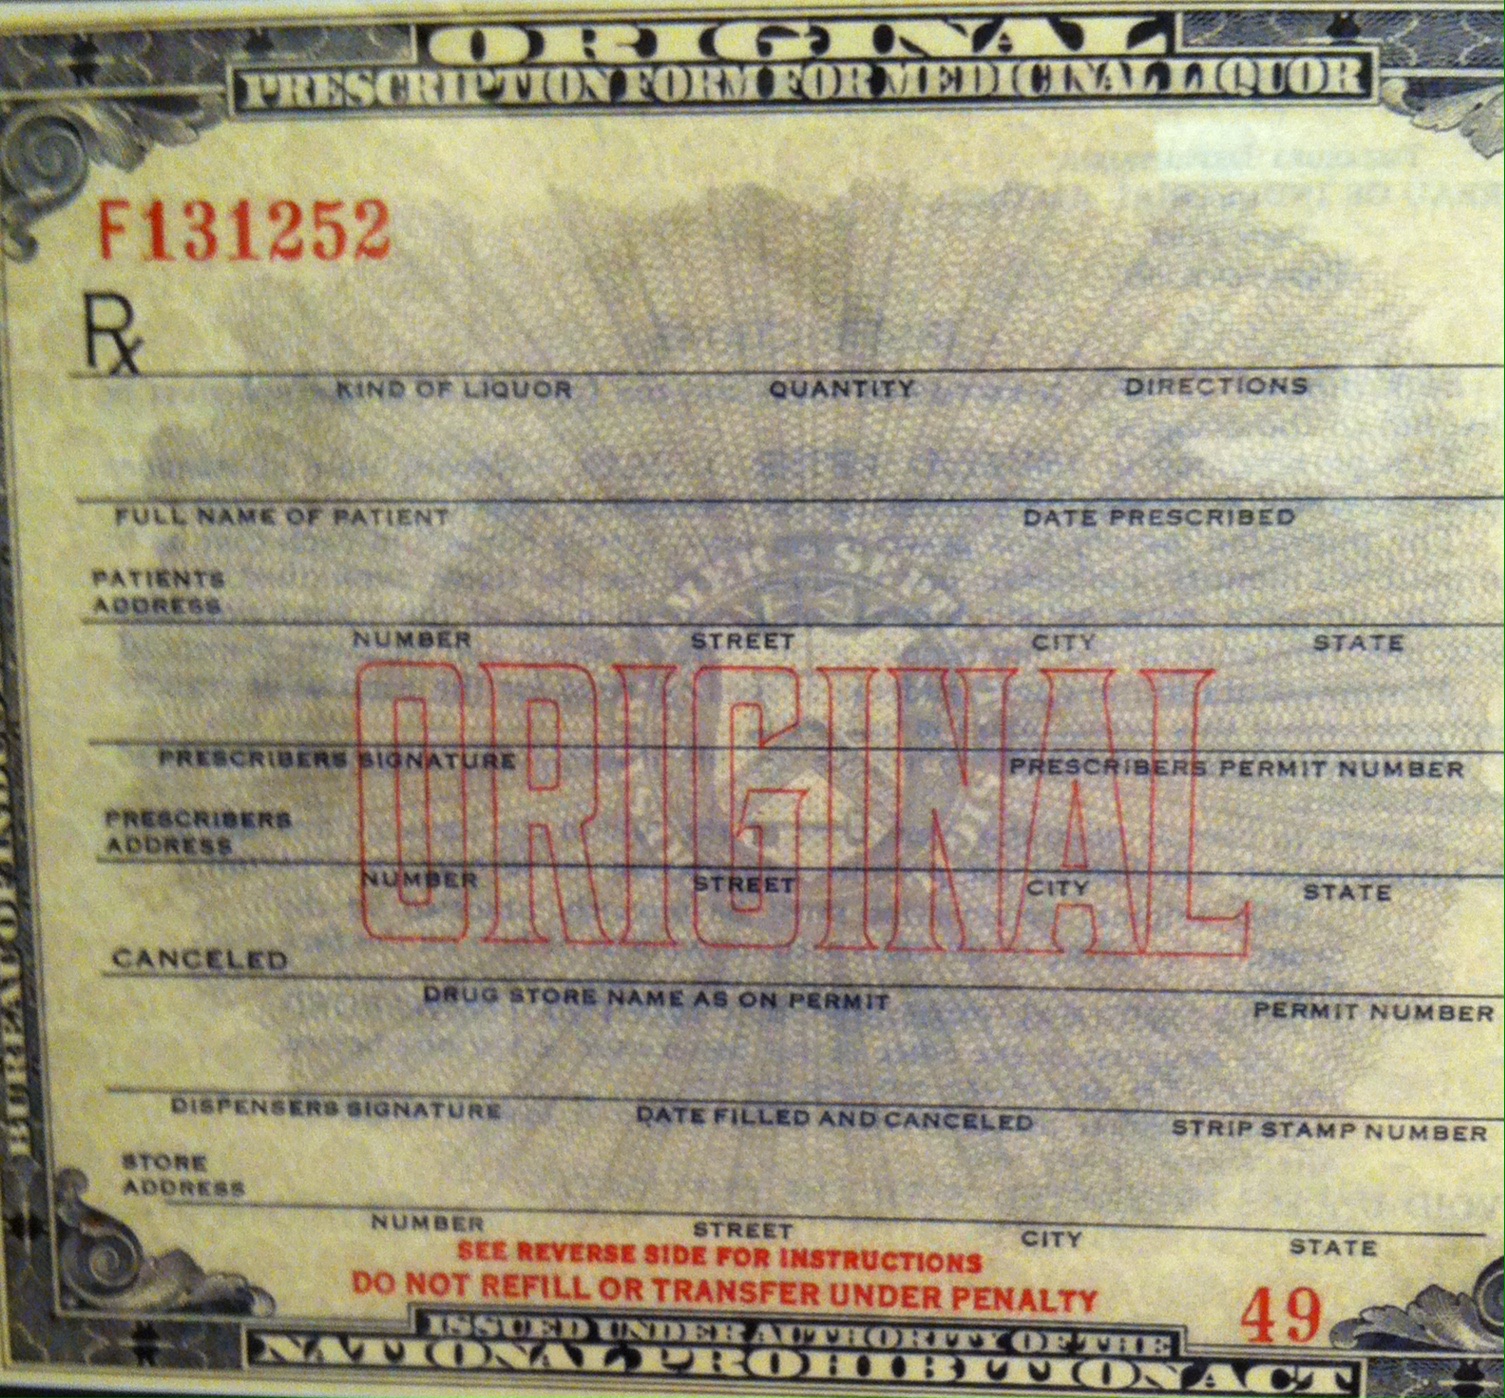 ORIGINAL
PRESCRIPTION FORM FOR MEDICINAL LIQUOR
F131252
Rx
KIND OF LIQUOR QUANTITY DIRECTIONS
FULL NAME OF PATIENT DATE PRESCRIBED
PATIENTS
ADDRESS
NUMBER STREET CITY STATE
ORIGINAL
PRESCRIBERS SIGNATURE PRESCRIBERS PERMIT NUMBER
PRESCRIBERS
ADDRESS
NUMBER STREET CITY STATE
CANCELED
DRUG STORE NAME AS ON PERMIT PERMIT NUMBER
DISPENSERS SIGNATURE DATE FILLED AND CANCELED STRIP STAMP NUMBER
STORE
ADDRESS
NUMBER STREET CITY STATE
SEE REVERSE SIDE FOR INSTRUCTIONS
DO NOT REFILL OR TRANSFER UNDER PENALTY
49
ISSUED UNDER AUTHORITY OF THE
NATIONAL PROHIBITION ACT
BUREAU OF